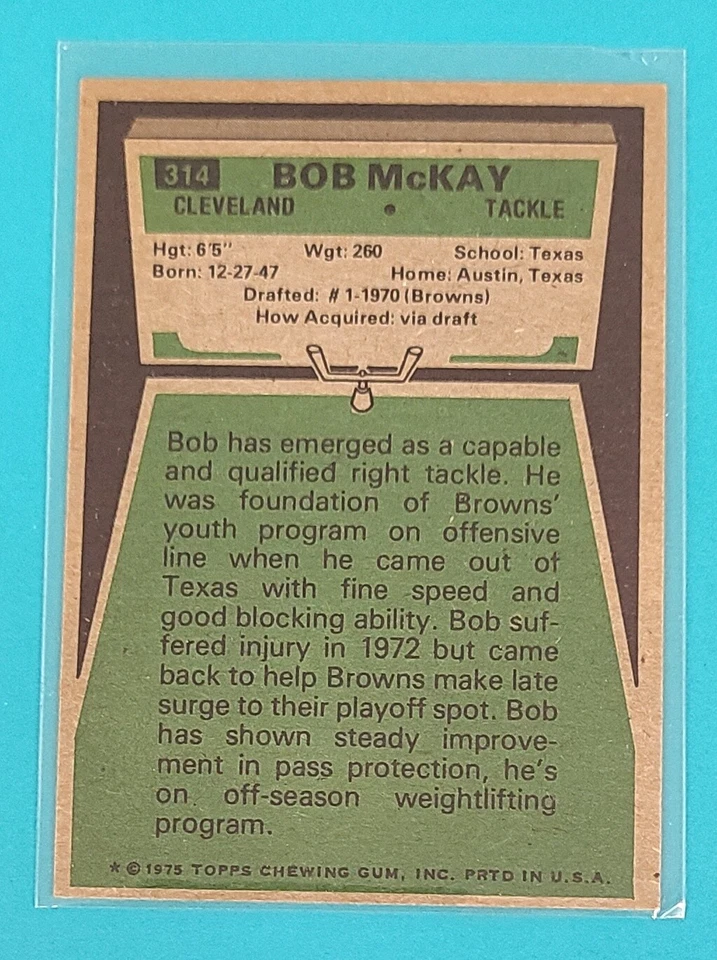 314 BOB McKAY
CLEVELAND • TACKLE
Hgt: 6'5" Wgt: 260 School: Texas
Born: 12-27-47 Home: Austin, Texas
Drafted: # 1-1970 (Browns)
How Acquired: via draft
Bob has emerged as a capable
and qualified right tackle. He
was foundation of Browns'
youth program on offensive
line when he came out of
Texas with fine speed and
good blocking ability. Bob suf-
fered injury in 1972 but came
back to help Browns make late
surge to their playoff spot. Bob
has shown steady improve-
ment in pass protection, he's
on off-season weightlifting
program.
* © 1975 TOPPS CHEWING GUM, INC. PRTD IN U.S.A.